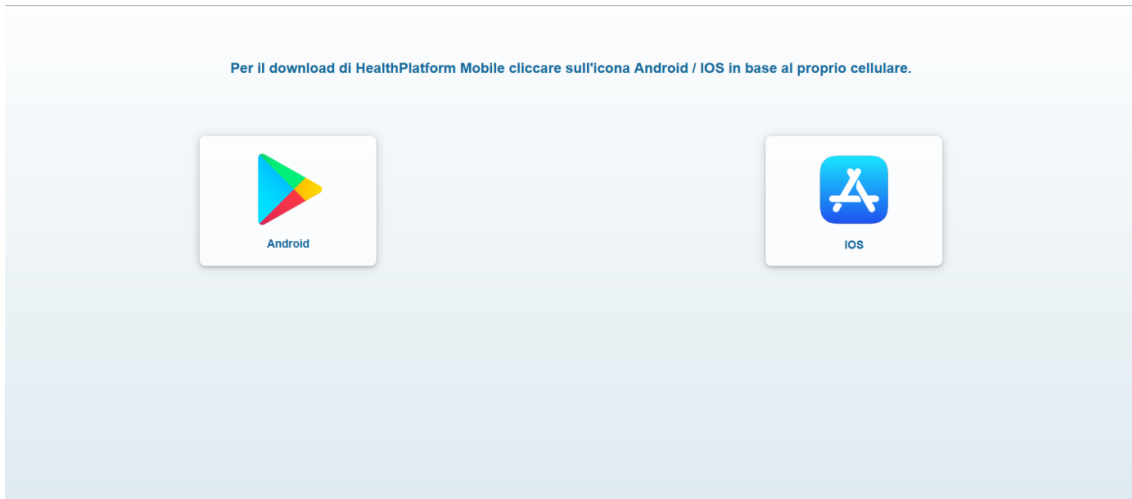 Per il download di HealthPlatform Mobile cliccare sull'icona Android / IOS in base al proprio cellulare.
Android
IOS